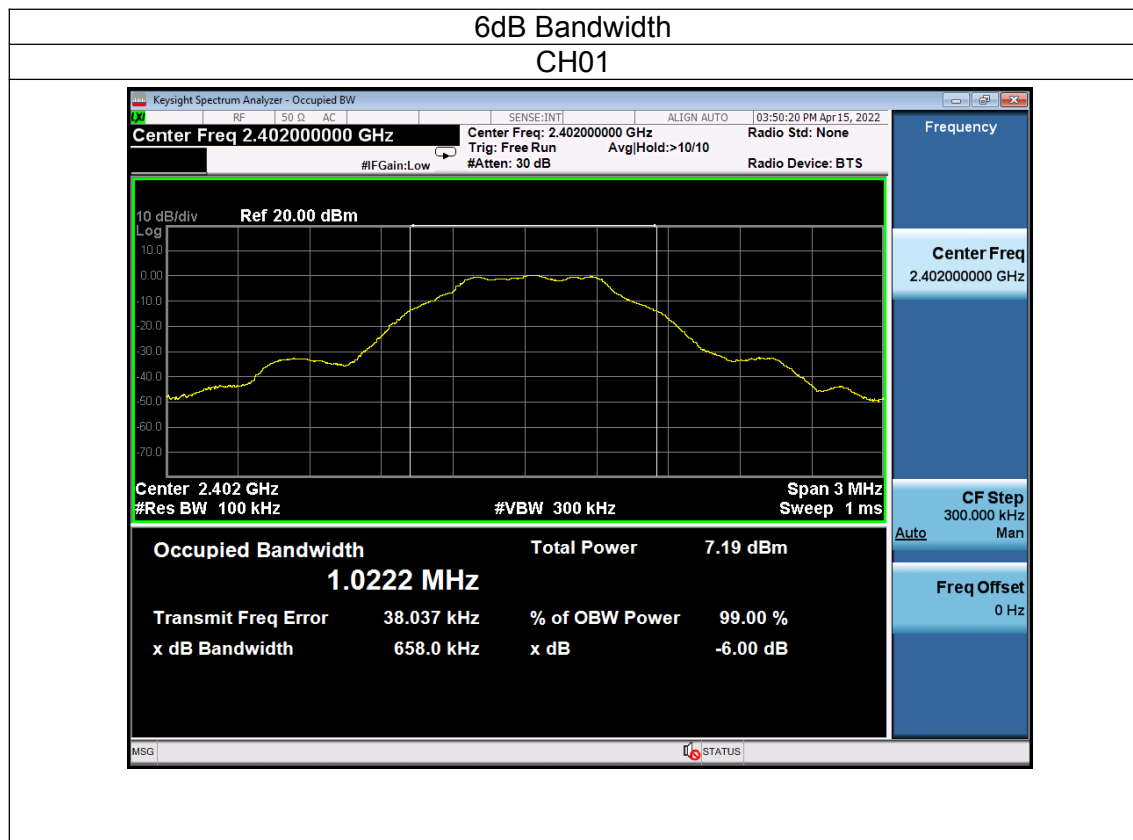 6dB Bandwidth
CH01
Keysight Spectrum Analyzer - Occupied BW
LXI RF 50 Ω AC SENSE:INT ALIGN AUTO 03:50:20 PM Apr 15, 2022
Center Freq 2.402000000 GHz
Center Freq: 2.402000000 GHz Radio Std: None
Trig: Free Run Avg|Hold:>10/10
#IFGain:Low #Atten: 30 dB Radio Device: BTS
Frequency
10 dB/div Ref 20.00 dBm
Log
10.0
0.00
-10.0
-20.0
-30.0
-40.0
-50.0
-60.0
-70.0
Center 2.402 GHz Span 3 MHz
#Res BW 100 kHz #VBW 300 kHz Sweep 1 ms
Center Freq
2.402000000 GHz
CF Step
300.000 kHz
Auto Man
Freq Offset
0 Hz
Occupied Bandwidth Total Power 7.19 dBm
1.0222 MHz
Transmit Freq Error 38.037 kHz % of OBW Power 99.00 %
x dB Bandwidth 658.0 kHz x dB -6.00 dB
MSG STATUS